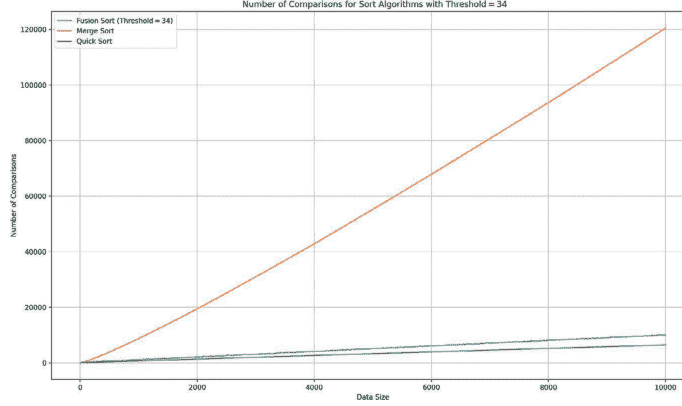 Number of Comparisons for Sort Algorithms with Threshold = 34
Fusion Sort (Threshold = 34)
Merge Sort
Quick Sort
Number of Comparisons
120000
100000
80000
60000
40000
20000
0
0 2000 4000 6000 8000 10000
Data Size